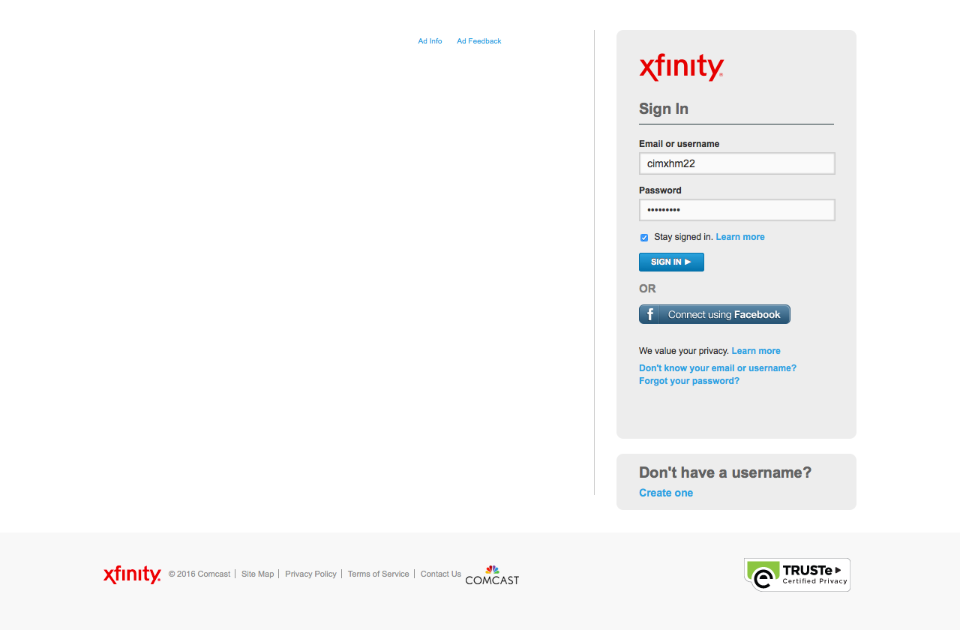 Ad Info Ad Feedback
xfinity
Sign In
Email or username
cimxhm22
Password
•••••••••
Stay signed in. Learn more
SIGN IN ►
OR
f Connect using Facebook
We value your privacy. Learn more
Don't know your email or username?
Forgot your password?
Don't have a username?
Create one
xfinity © 2016 Comcast | Site Map | Privacy Policy | Terms of Service | Contact Us COMCAST
e TRUSTe ►
Certified Privacy